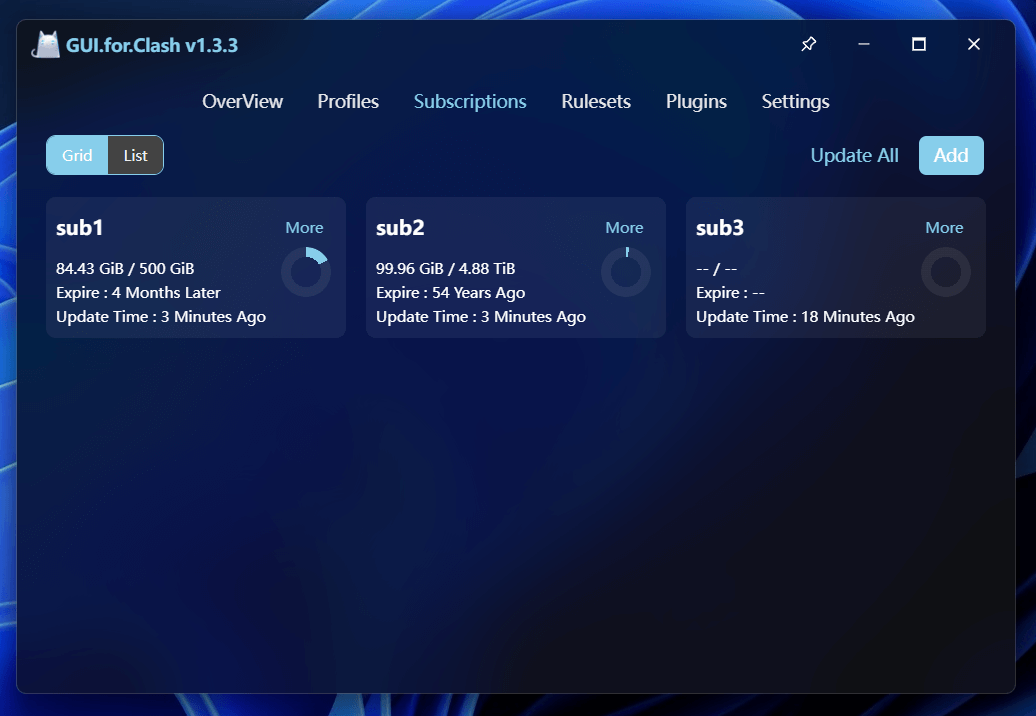 GUI.for.Clash v1.3.3
OverView Profiles Subscriptions Rulesets Plugins Settings
Grid List Update All Add
sub1 More
84.43 GiB / 500 GiB
Expire : 4 Months Later
Update Time : 3 Minutes Ago
sub2 More
99.96 GiB / 4.88 TiB
Expire : 54 Years Ago
Update Time : 3 Minutes Ago
sub3 More
-- / --
Expire : --
Update Time : 18 Minutes Ago